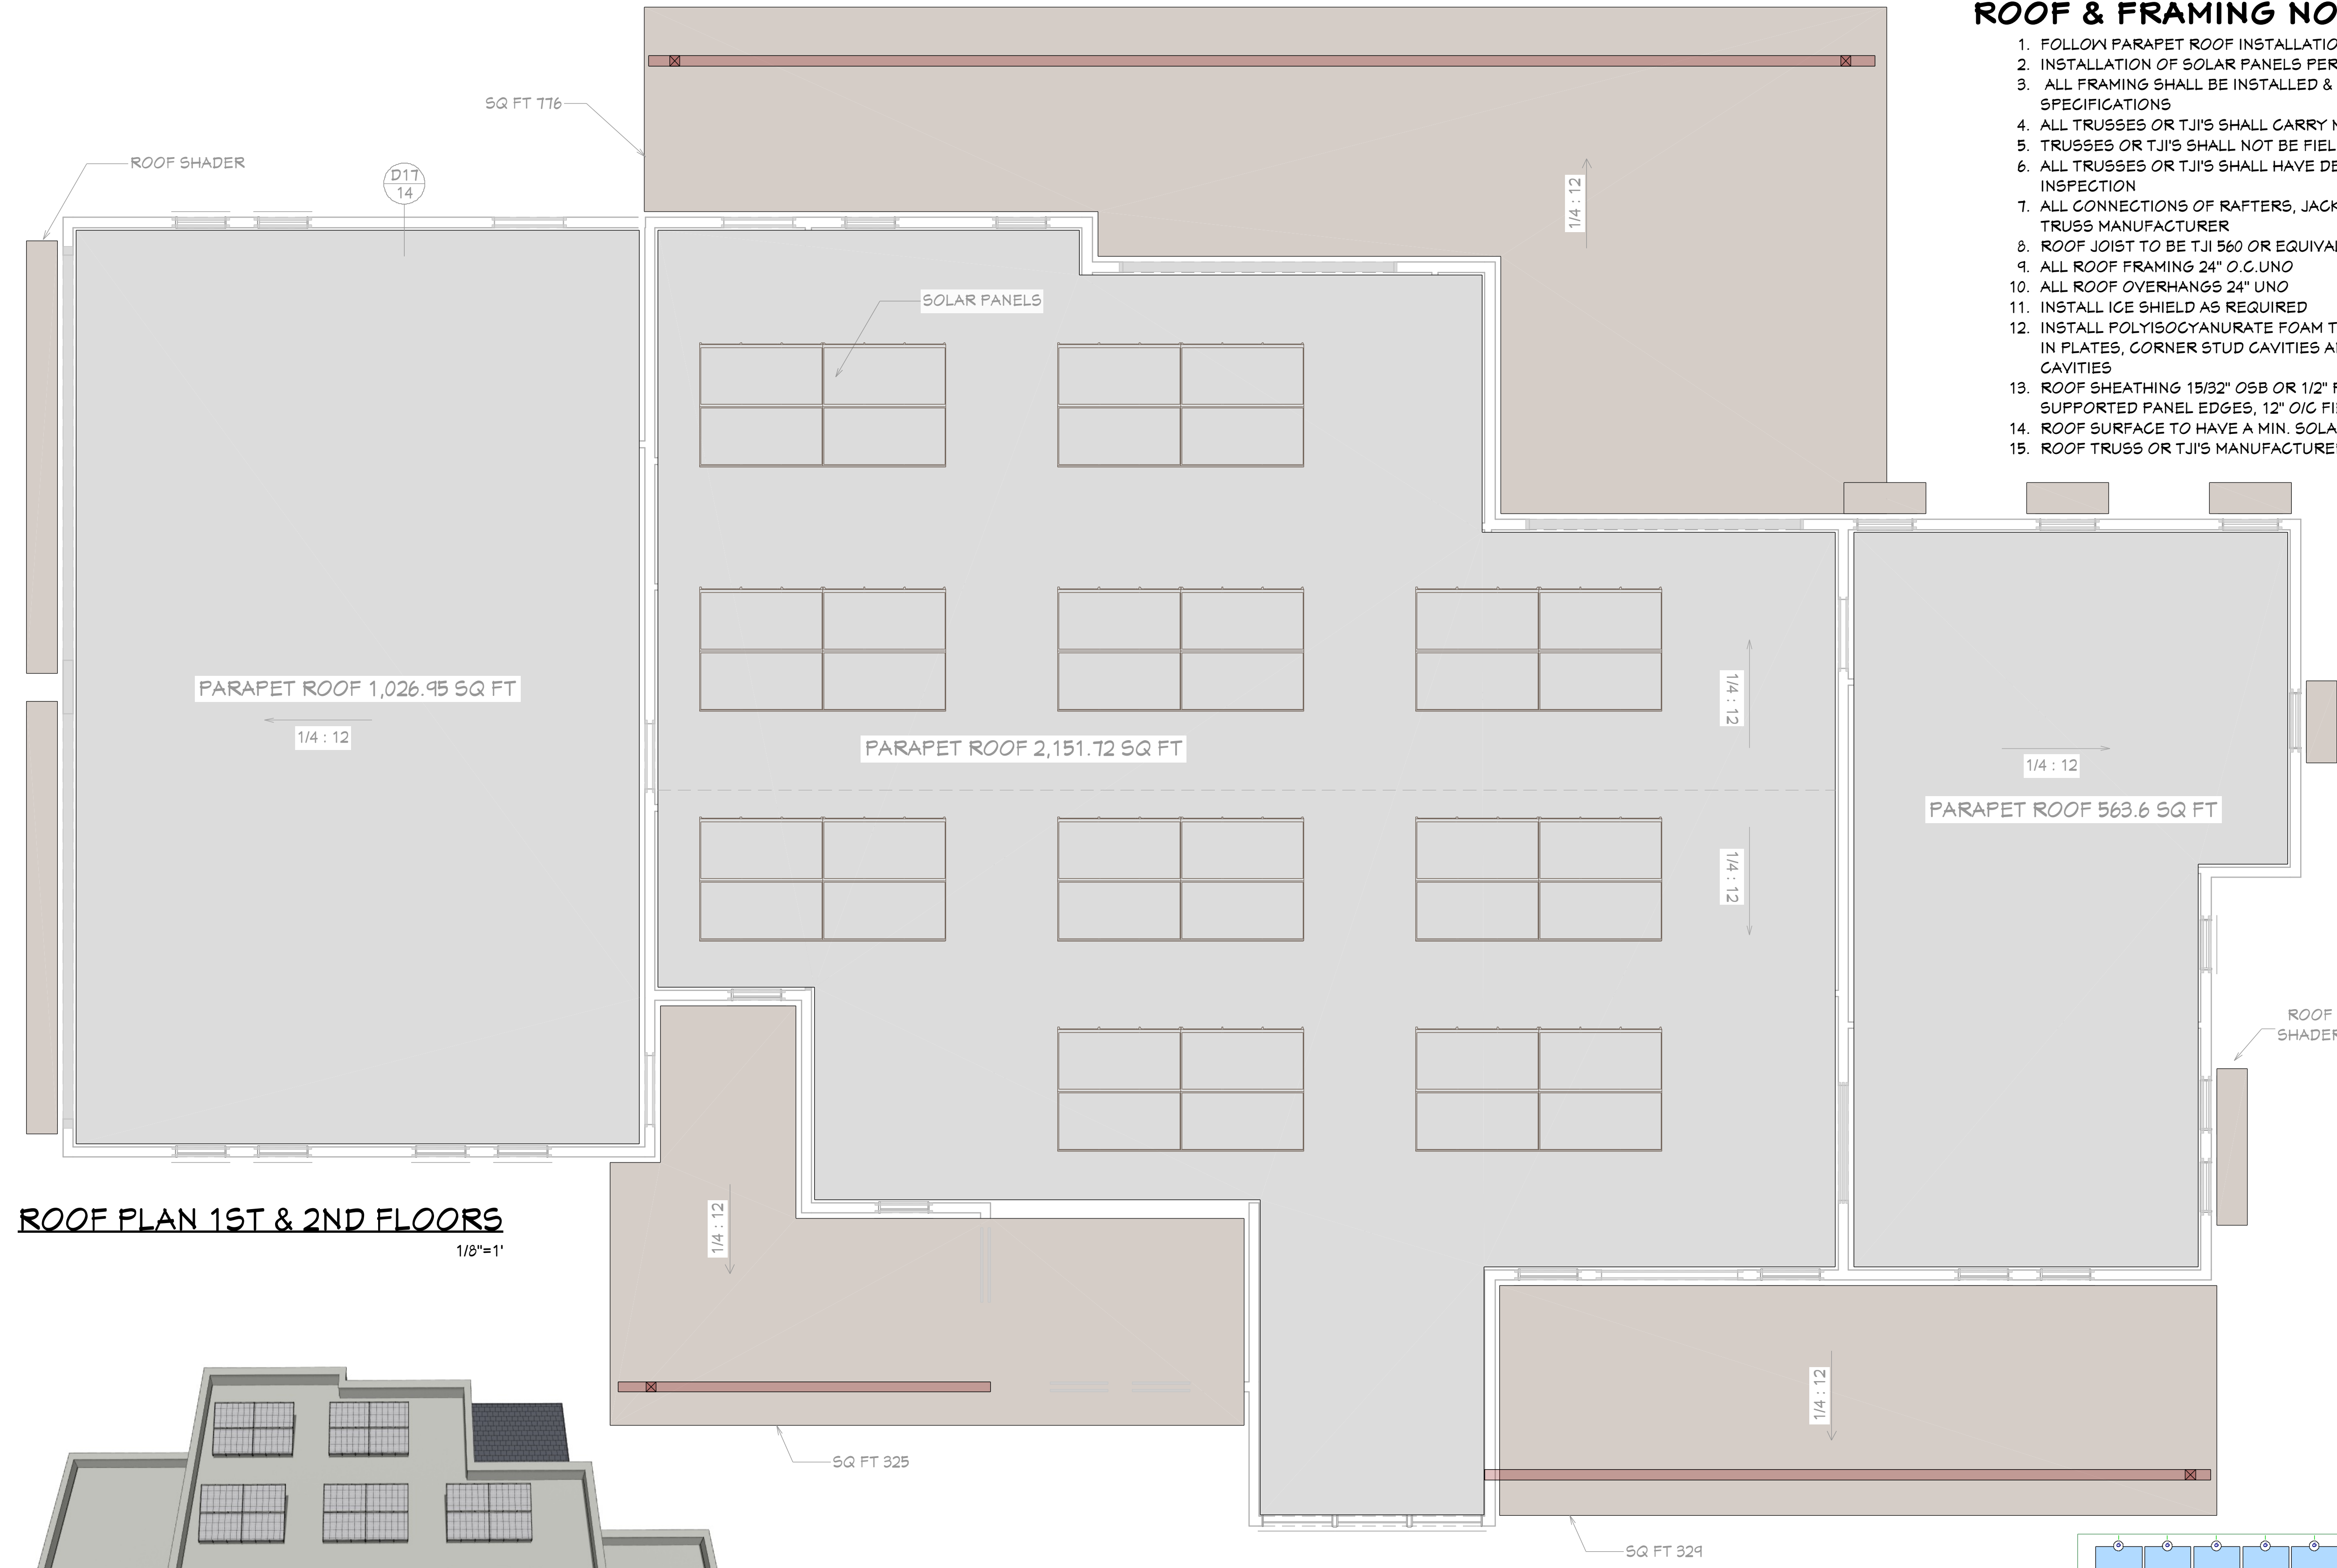 ROOF & FRAMING NO
1. FOLLOW PARAPET ROOF INSTALLATIO
2. INSTALLATION OF SOLAR PANELS PER
3. ALL FRAMING SHALL BE INSTALLED &
SPECIFICATIONS
4. ALL TRUSSES OR TJI'S SHALL CARRY
5. TRUSSES OR TJI'S SHALL NOT BE FIEL
6. ALL TRUSSES OR TJI'S SHALL HAVE DE
INSPECTION
7. ALL CONNECTIONS OF RAFTERS, JACK
TRUSS MANUFACTURER
8. ROOF JOIST TO BE TJI 560 OR EQUIVAL
9. ALL ROOF FRAMING 24" O.C.UNO
10. ALL ROOF OVERHANGS 24" UNO
11. INSTALL ICE SHIELD AS REQUIRED
12. INSTALL POLYISOCYANURATE FOAM T
IN PLATES, CORNER STUD CAVITIES A
CAVITIES
13. ROOF SHEATHING 15/32" OSB OR 1/2"
SUPPORTED PANEL EDGES, 12" O/C FI
14. ROOF SURFACE TO HAVE A MIN. SOLA
15. ROOF TRUSS OR TJI'S MANUFACTURE
SQ FT 776
ROOF SHADER
D17
14
1/4 : 12
SOLAR PANELS
PARAPET ROOF 1,026.95 SQ FT
1/4 : 12
1/4 : 12
PARAPET ROOF 2,151.72 SQ FT
1/4 : 12
1/4 : 12
PARAPET ROOF 563.6 SQ FT
ROOF
SHADER
ROOF PLAN 1ST & 2ND FLOORS
1/8"=1'
1/4 : 12
1/4 : 12
SQ FT 325
SQ FT 329